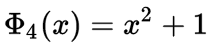 Φ₄(x) = x² + 1